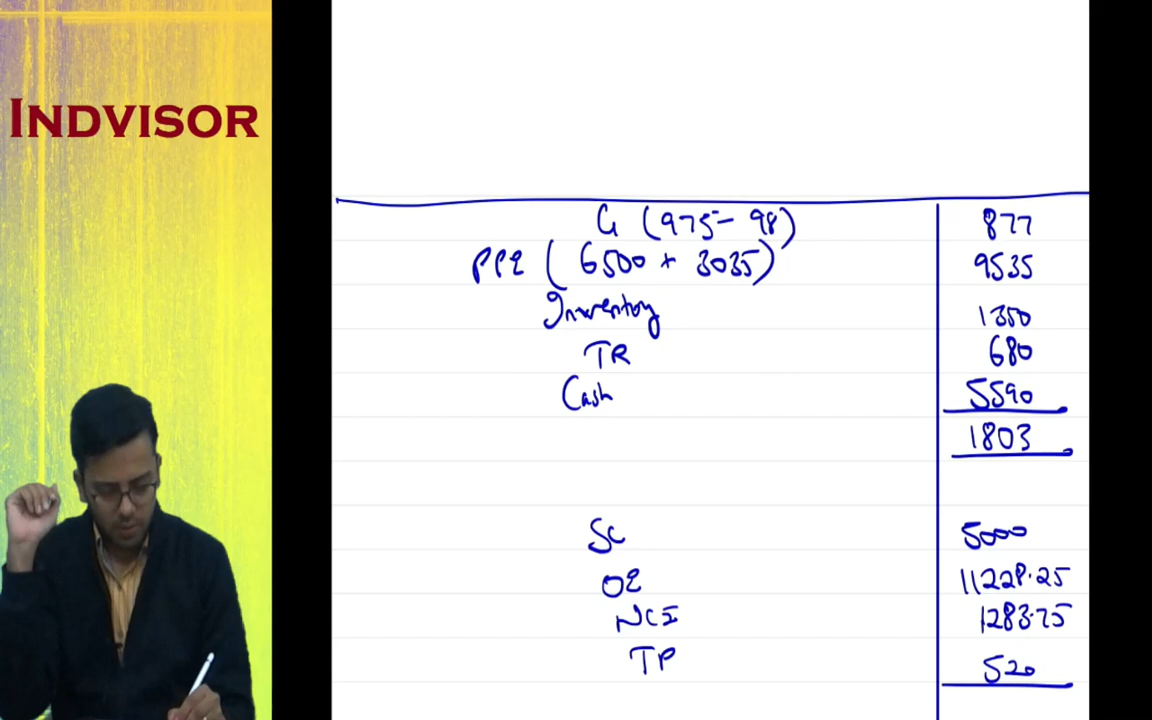 INDVISOR
G (975 - 98) 877
PPE ( 6500 + 3035) 9535
Inventory 1350
TR 680
Cash 5590
1803
SC 5000
OE 11228.25
NCI 1283.75
TP 520